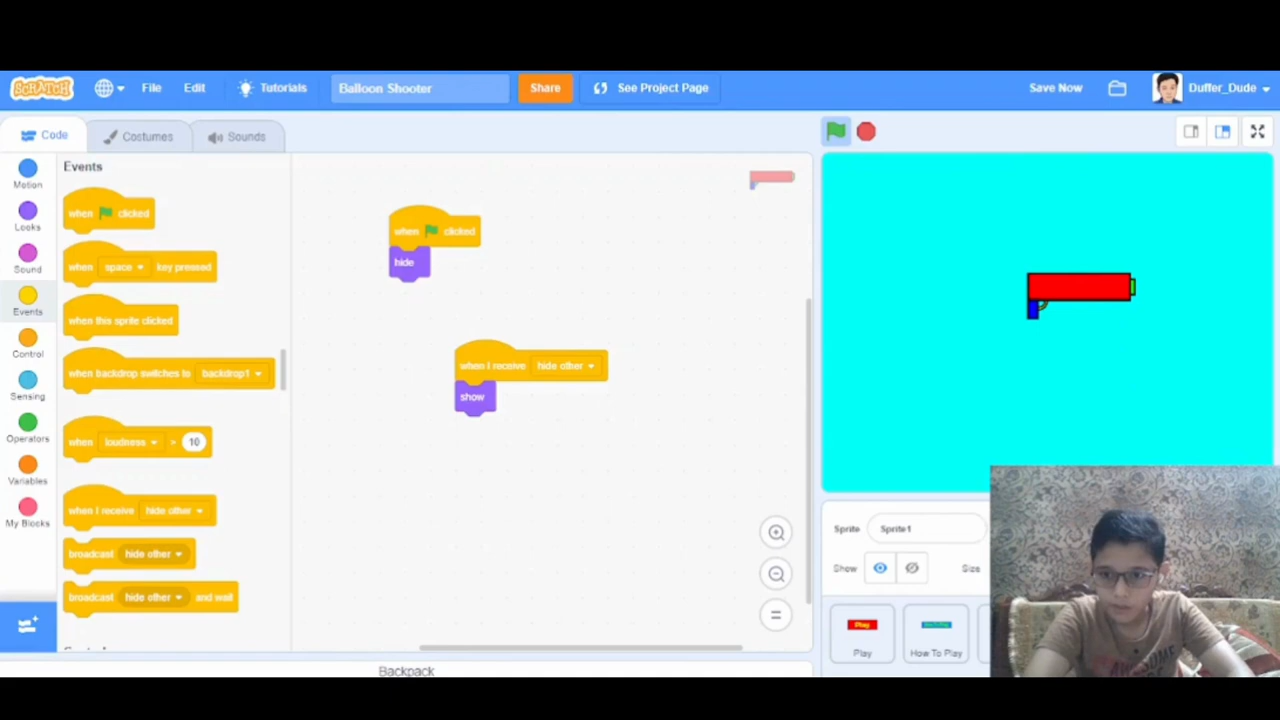 SCRATCH File Edit Tutorials Balloon Shooter Share See Project Page Save Now Duffer_Dude
Code Costumes Sounds
Motion
Looks
Sound
Events
Control
Sensing
Operators
Variables
My Blocks
Events
when clicked
when space key pressed
when this sprite clicked
when backdrop switches to backdrop1
when loudness > 10
when I receive hide other
broadcast hide other
broadcast hide other and wait
when clicked
hide
when I receive hide other
show
Backpack
Sprite Sprite1
Show Size
Play
Play
How To Play